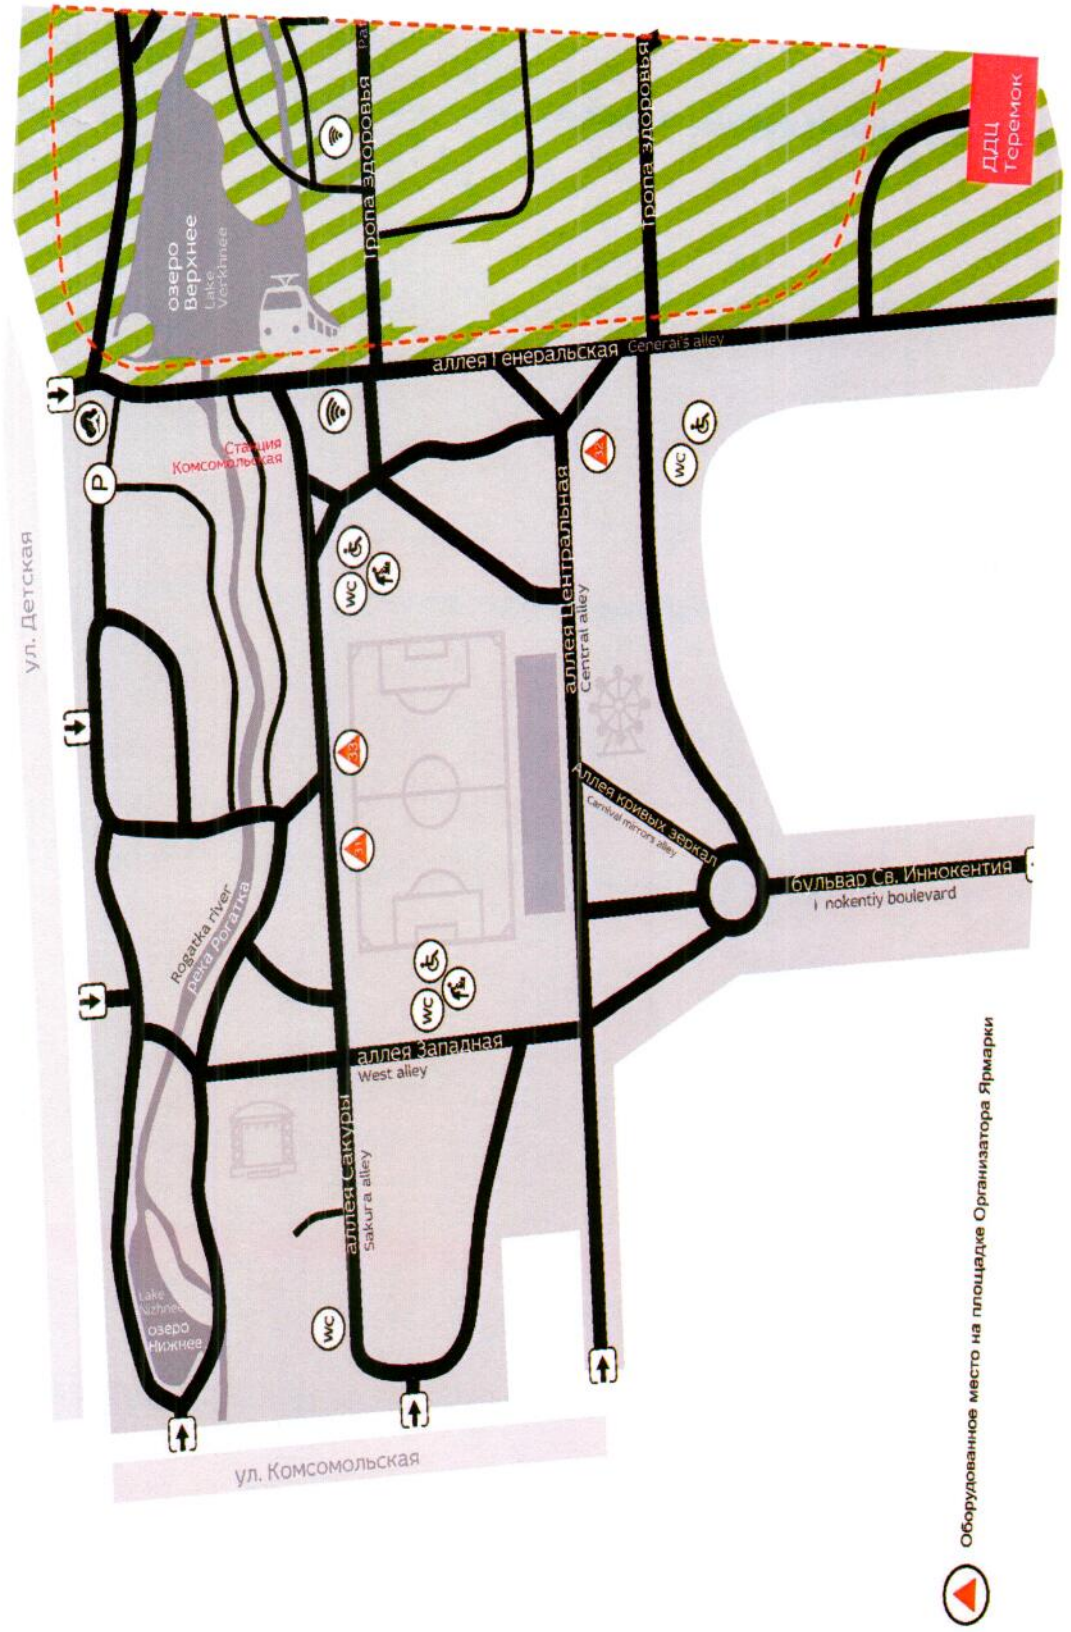 ул. Детская
ул. Комсомольская
озеро
Верхнее
Lake
Verkhnee
Тропа здоровья
Тропа здоровья
ДДЦ
Теремок
аллея Генеральская
General's alley
Станция
Комсомольская
P
WC
WC
WC
WC
32
33
31
аллея Центральная
Central alley
Аллея кривых зеркал
Carnival mirrors alley
бульвар Св. Иннокентия
nokentiy boulevard
Rogatka river
река Рогатка
аллея Западная
West alley
аллея Сакуры
Sakura alley
Lake
Nizhnee
озеро
Нижнее
Оборудованное место на площадке Организатора Ярмарки